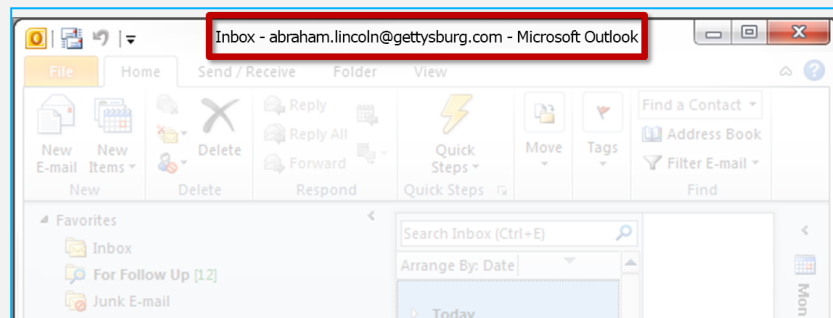 Inbox - abraham.lincoln@gettysburg.com - Microsoft Outlook
File Home Send / Receive Folder View
New E-mail
New Items
Delete
Reply
Reply All
Forward
Quick Steps
Move
Tags
Find a Contact
Address Book
Filter E-mail
New Delete Respond Quick Steps Find
Favorites
Inbox
For Follow Up [12]
Junk E-mail
Search Inbox (Ctrl+E)
Arrange By: Date
Today
Mon